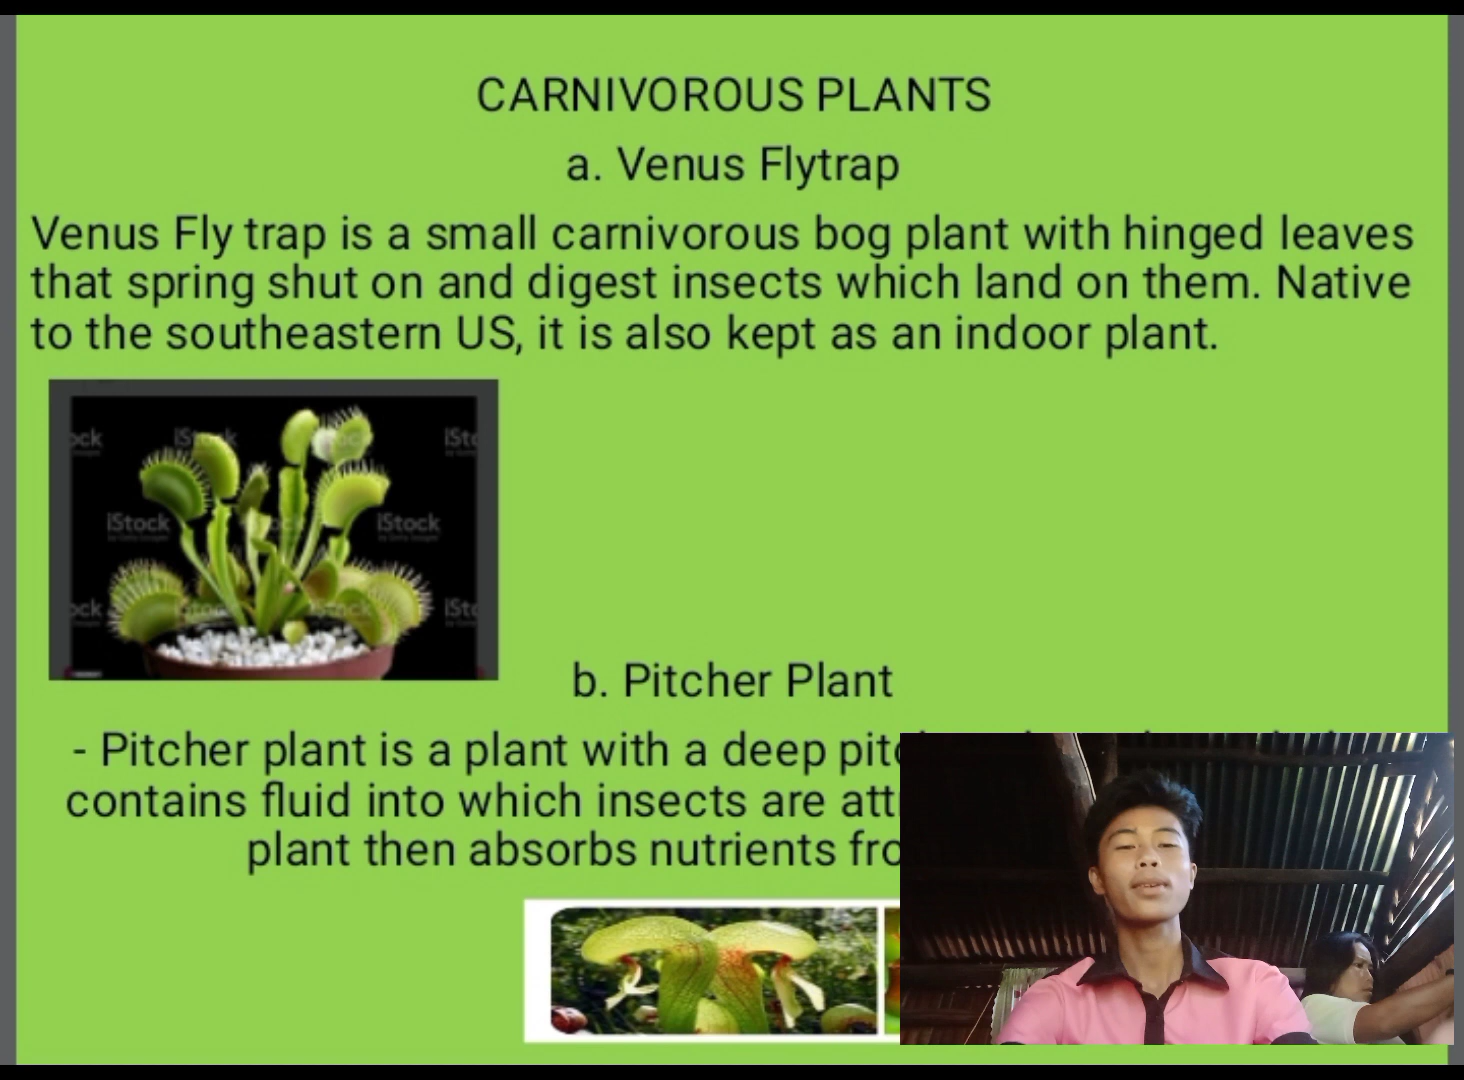 CARNIVOROUS PLANTS
a. Venus Flytrap
Venus Fly trap is a small carnivorous bog plant with hinged leaves
that spring shut on and digest insects which land on them. Native
to the southeastern US, it is also kept as an indoor plant.
iStock
iStock
b. Pitcher Plant
- Pitcher plant is a plant with a deep
contains fluid into which insects are
plant then absorbs nutrients